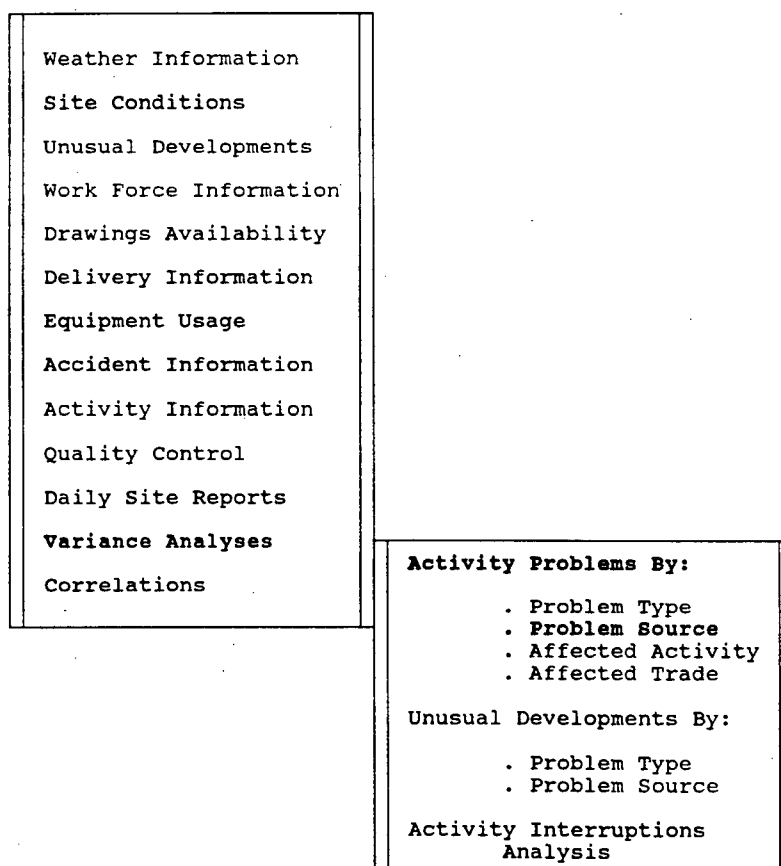 Weather Information
Site Conditions
Unusual Developments
Work Force Information
Drawings Availability
Delivery Information
Equipment Usage
Accident Information
Activity Information
Quality Control
Daily Site Reports
Variance Analyses
Correlations
Activity Problems By:
. Problem Type
. Problem Source
. Affected Activity
. Affected Trade
Unusual Developments By:
. Problem Type
. Problem Source
Activity Interruptions
Analysis